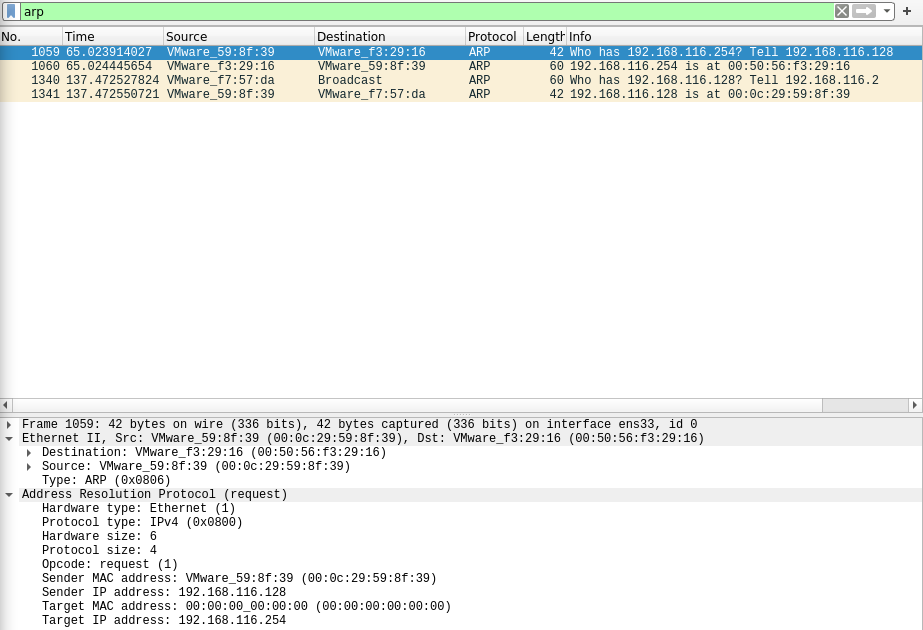 arp
No. Time Source Destination Protocol Length Info
1059 65.023914027 VMware_59:8f:39 VMware_f3:29:16 ARP 42 Who has 192.168.116.254? Tell 192.168.116.128
1060 65.024445654 VMware_f3:29:16 VMware_59:8f:39 ARP 60 192.168.116.254 is at 00:50:56:f3:29:16
1340 137.472527824 VMware_f7:57:da Broadcast ARP 60 Who has 192.168.116.128? Tell 192.168.116.2
1341 137.472550721 VMware_59:8f:39 VMware_f7:57:da ARP 42 192.168.116.128 is at 00:0c:29:59:8f:39
Frame 1059: 42 bytes on wire (336 bits), 42 bytes captured (336 bits) on interface ens33, id 0
Ethernet II, Src: VMware_59:8f:39 (00:0c:29:59:8f:39), Dst: VMware_f3:29:16 (00:50:56:f3:29:16)
Destination: VMware_f3:29:16 (00:50:56:f3:29:16)
Source: VMware_59:8f:39 (00:0c:29:59:8f:39)
Type: ARP (0x0806)
Address Resolution Protocol (request)
Hardware type: Ethernet (1)
Protocol type: IPv4 (0x0800)
Hardware size: 6
Protocol size: 4
Opcode: request (1)
Sender MAC address: VMware_59:8f:39 (00:0c:29:59:8f:39)
Sender IP address: 192.168.116.128
Target MAC address: 00:00:00_00:00:00 (00:00:00:00:00:00)
Target IP address: 192.168.116.254